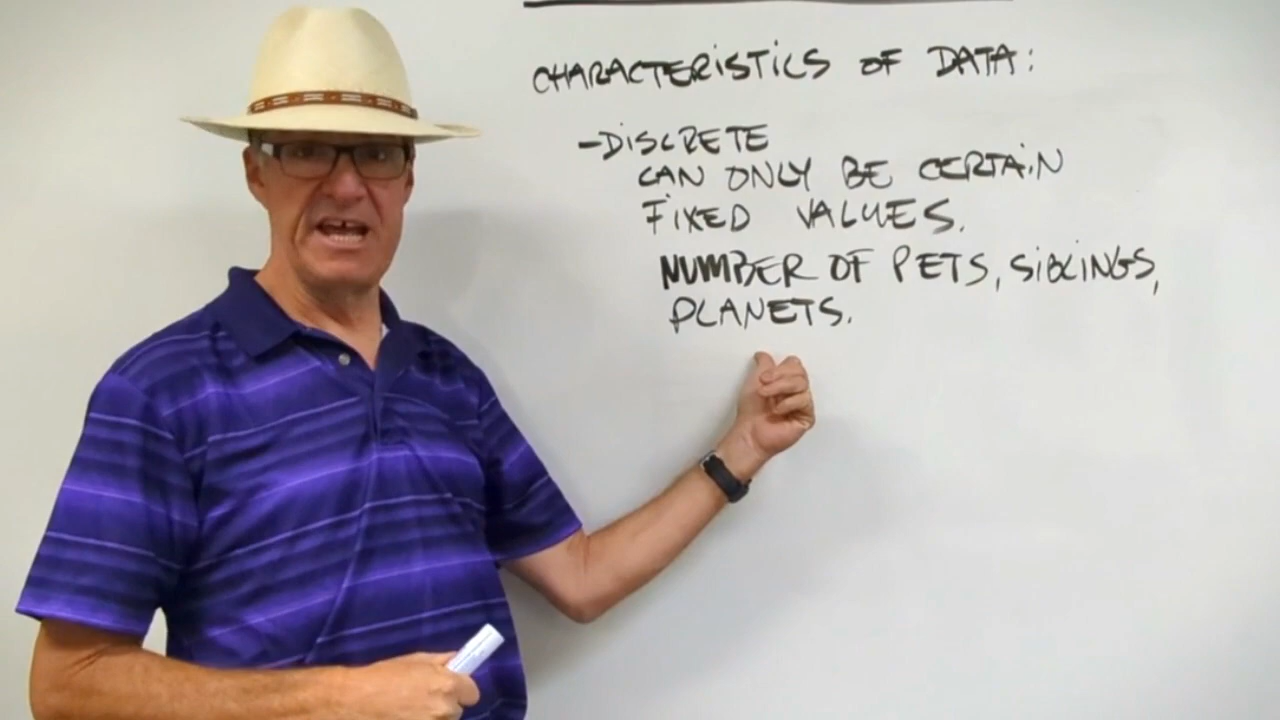 CHARACTERISTICS OF DATA:
-DISCRETE
CAN ONLY BE CERTAIN
FIXED VALUES.
NUMBER OF PETS, SIBLINGS,
PLANETS.